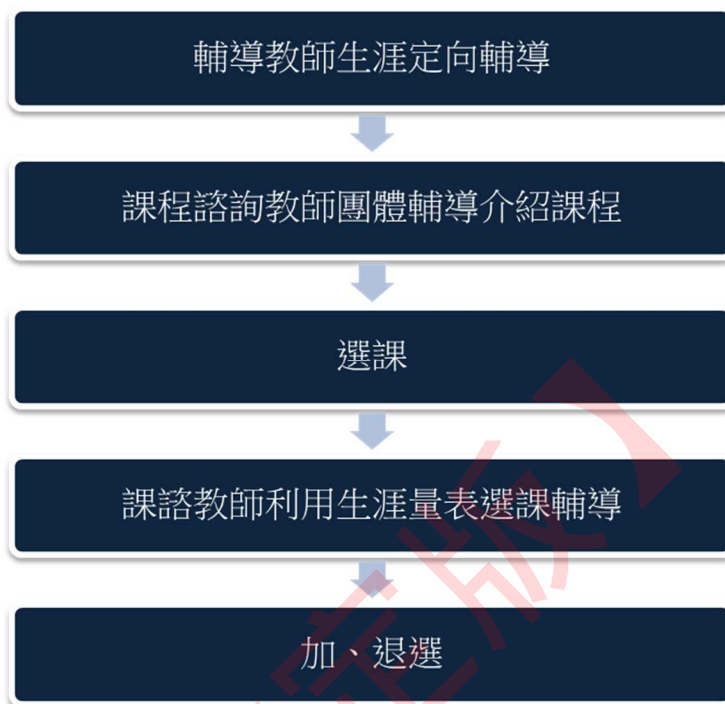 輔導教師生涯定向輔導
課程諮詢教師團體輔導介紹課程
選課
課諮教師利用生涯量表選課輔導
加、退選
定版】